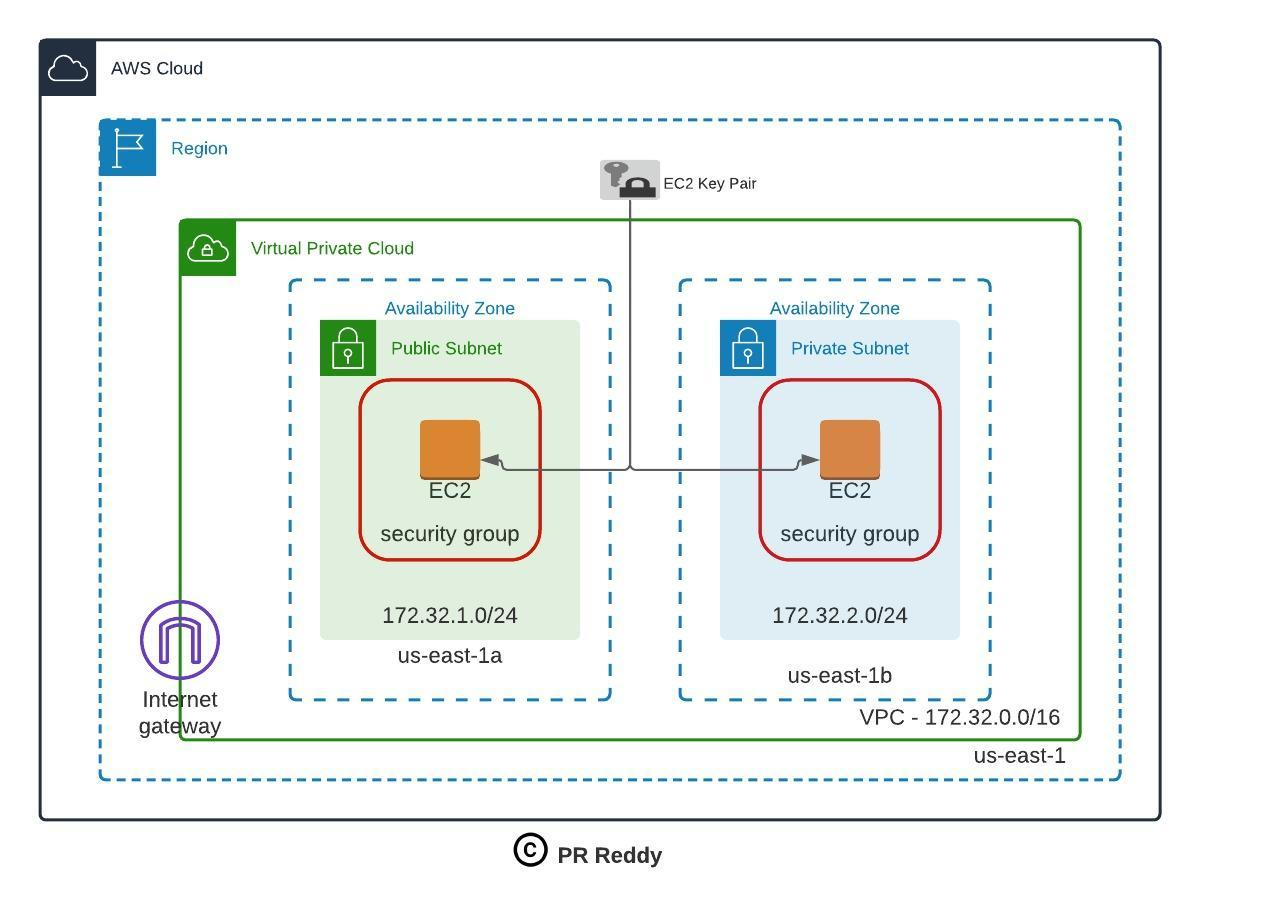 AWS Cloud
Region
EC2 Key Pair
Virtual Private Cloud
Availability Zone
Public Subnet
EC2
security group
172.32.1.0/24
us-east-1a
Availability Zone
Private Subnet
EC2
security group
172.32.2.0/24
us-east-1b
Internet
gateway
VPC - 172.32.0.0/16
us-east-1
© PR Reddy